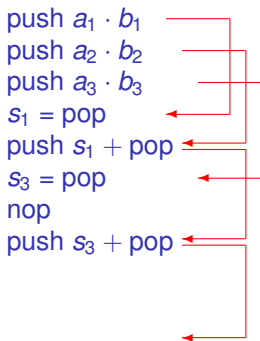 push a₁ · b₁
push a₂ · b₂
push a₃ · b₃
s₁ = pop
push s₁ + pop
s₃ = pop
nop
push s₃ + pop